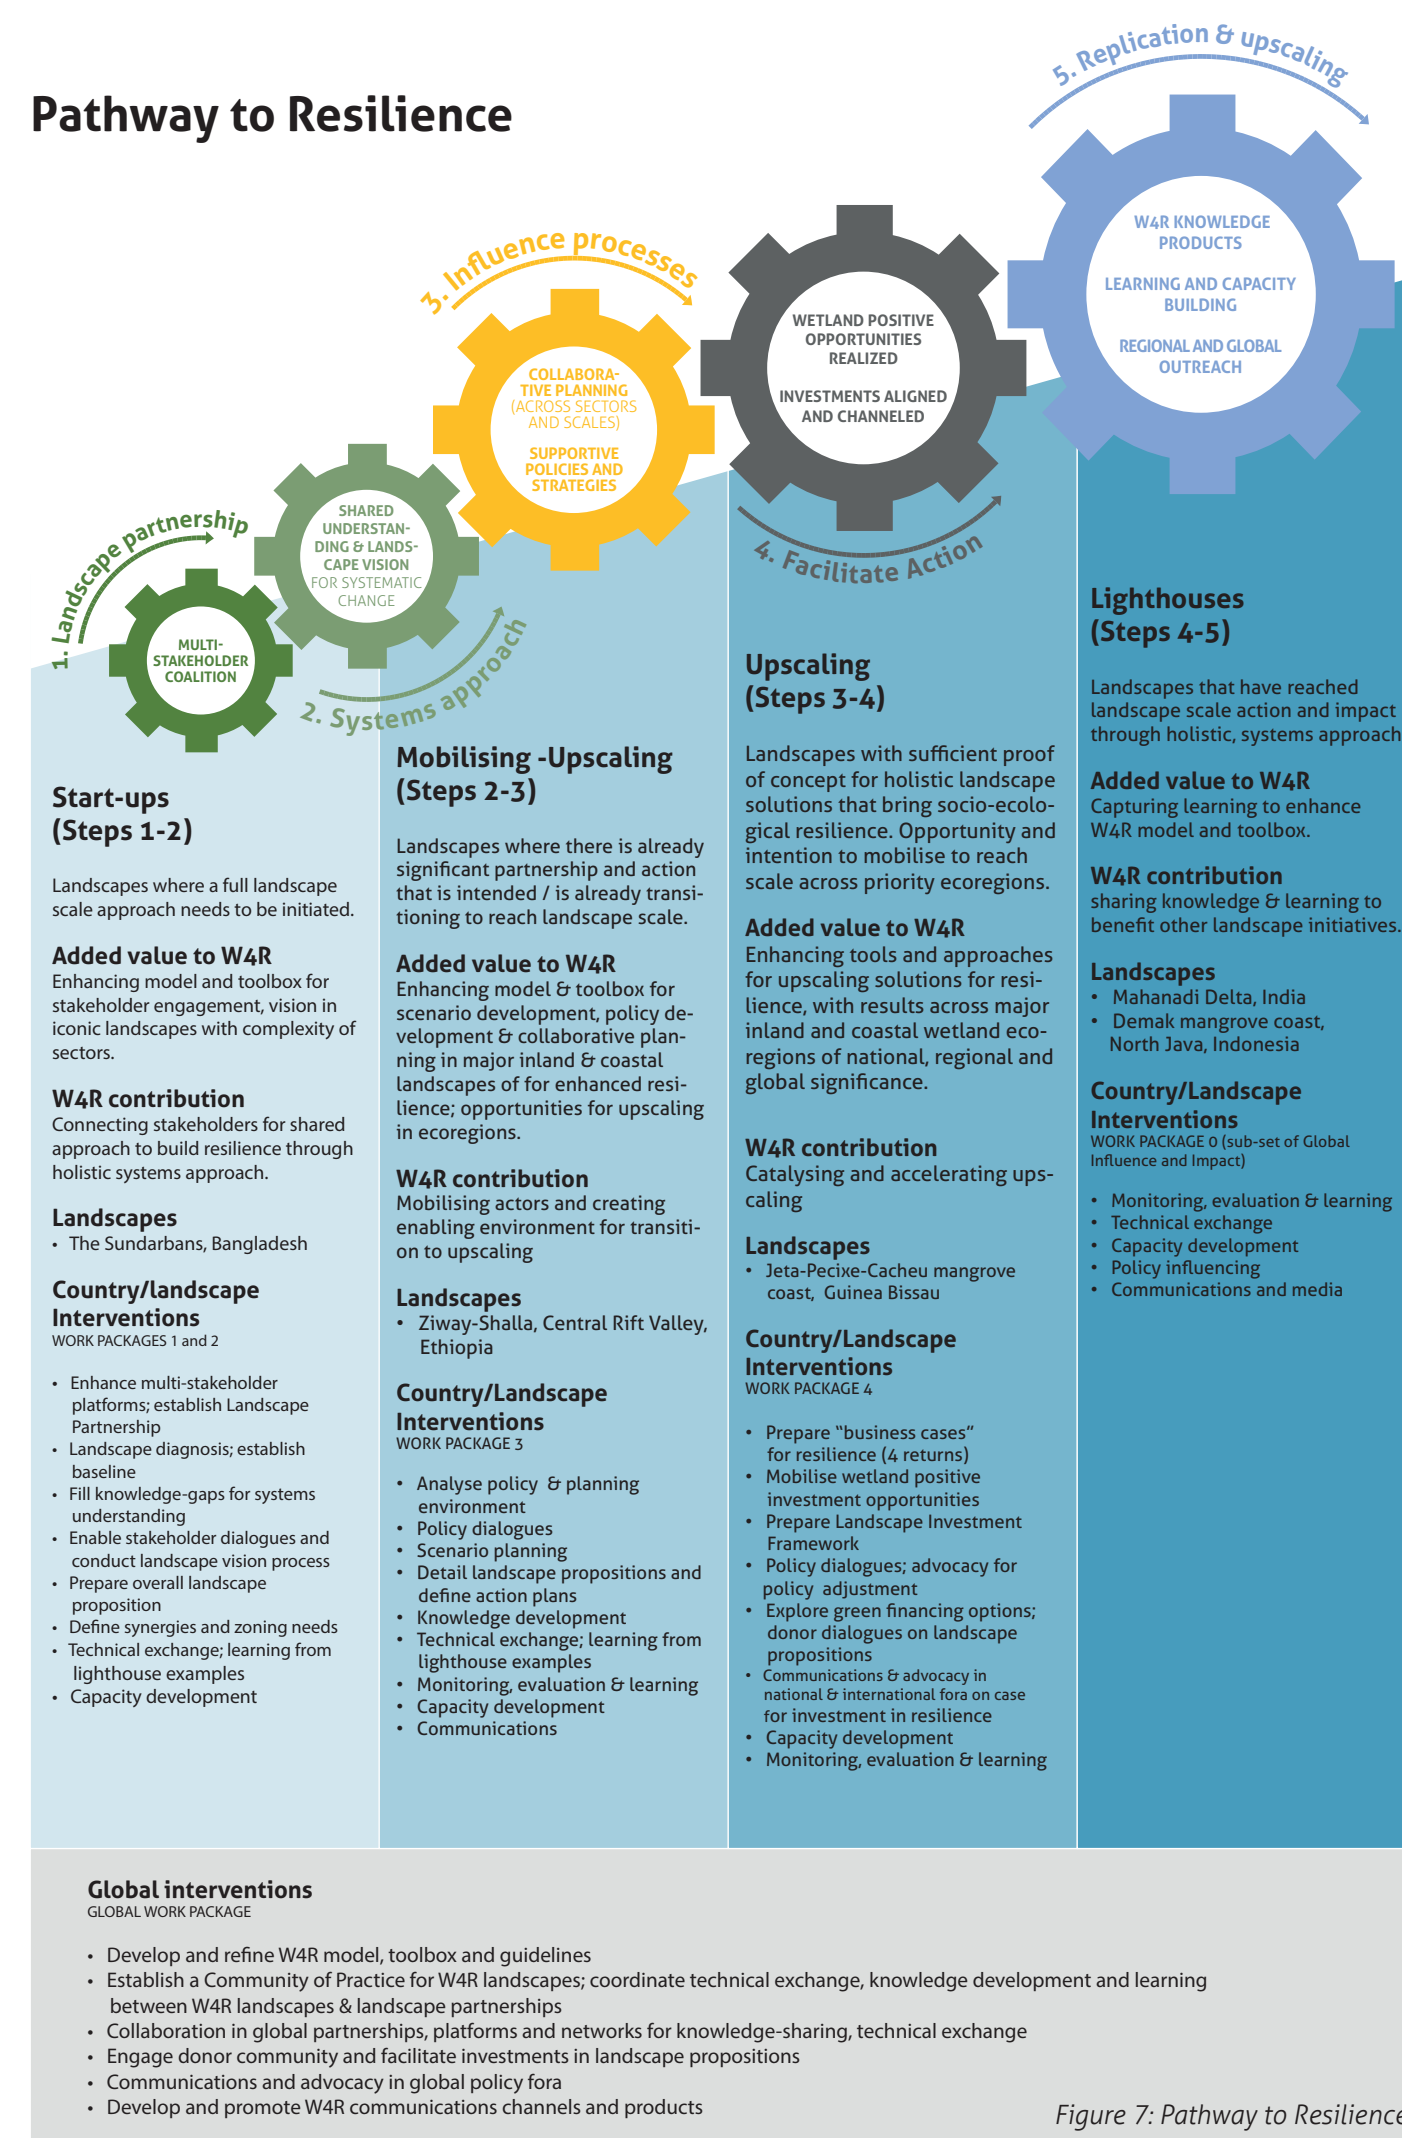 Pathway to Resilience
1. Landscape partnership
MULTI-
STAKEHOLDER
COALITION
2. Systems approach
SHARED
UNDERSTAN-
DING & LANDS-
CAPE VISION
FOR SYSTEMATIC
CHANGE
3. Influence processes
COLLABORA-
TIVE PLANNING
(ACROSS SECTORS
AND SCALES)
SUPPORTIVE
POLICIES AND
STRATEGIES
4. Facilitate Action
WETLAND POSITIVE
OPPORTUNITIES
REALIZED
INVESTMENTS ALIGNED
AND CHANNELED
5. Replication & upscaling
W4R KNOWLEDGE
PRODUCTS
LEARNING AND CAPACITY
BUILDING
REGIONAL AND GLOBAL
OUTREACH
Start-ups
(Steps 1-2)
Landscapes where a full landscape
scale approach needs to be initiated.
Added value to W4R
Enhancing model and toolbox for
stakeholder engagement, vision in
iconic landscapes with complexity of
sectors.
W4R contribution
Connecting stakeholders for shared
approach to build resilience through
holistic systems approach.
Landscapes
• The Sundarbans, Bangladesh
Country/landscape
Interventions
WORK PACKAGES 1 and 2
• Enhance multi-stakeholder
platforms; establish Landscape
Partnership
• Landscape diagnosis; establish
baseline
• Fill knowledge-gaps for systems
understanding
• Enable stakeholder dialogues and
conduct landscape vision process
• Prepare overall landscape
proposition
• Define synergies and zoning needs
• Technical exchange; learning from
lighthouse examples
• Capacity development
Mobilising -Upscaling
(Steps 2-3)
Landscapes where there is already
significant partnership and action
that is intended / is already transi-
tioning to reach landscape scale.
Added value to W4R
Enhancing model & toolbox for
scenario development, policy de-
velopment & collaborative plan-
ning in major inland & coastal
landscapes of for enhanced resi-
lience; opportunities for upscaling
in ecoregions.
W4R contribution
Mobilising actors and creating
enabling environment for transiti-
on to upscaling
Landscapes
• Ziway-Shalla, Central Rift Valley,
Ethiopia
Country/Landscape
Interventions
WORK PACKAGE 3
• Analyse policy & planning
environment
• Policy dialogues
• Scenario planning
• Detail landscape propositions and
define action plans
• Knowledge development
• Technical exchange; learning from
lighthouse examples
• Monitoring, evaluation & learning
• Capacity development
• Communications
Upscaling
(Steps 3-4)
Landscapes with sufficient proof
of concept for holistic landscape
solutions that bring socio-ecolo-
gical resilience. Opportunity and
intention to mobilise to reach
scale across priority ecoregions.
Added value to W4R
Enhancing tools and approaches
for upscaling solutions for resi-
lience, with results across major
inland and coastal wetland eco-
regions of national, regional and
global significance.
W4R contribution
Catalysing and accelerating ups-
caling
Landscapes
• Jeta-Pecixe-Cacheu mangrove
coast, Guinea Bissau
Country/Landscape
Interventions
WORK PACKAGE 4
• Prepare “business cases”
for resilience (4 returns)
• Mobilise wetland positive
investment opportunities
• Prepare Landscape Investment
Framework
• Policy dialogues; advocacy for
policy adjustment
• Explore green financing options;
donor dialogues on landscape
propositions
• Communications & advocacy in
national & international fora on case
for investment in resilience
• Capacity development
• Monitoring, evaluation & learning
Lighthouses
(Steps 4-5)
Landscapes that have reached
landscape scale action and impact
through holistic, systems approach
Added value to W4R
Capturing learning to enhance
W4R model and toolbox.
W4R contribution
sharing knowledge & learning to
benefit other landscape initiatives.
Landscapes
• Mahanadi Delta, India
• Demak mangrove coast,
North Java, Indonesia
Country/Landscape
Interventions
WORK PACKAGE 0 (sub-set of Global
Influence and Impact)
• Monitoring, evaluation & learning
• Technical exchange
• Capacity development
• Policy influencing
• Communications and media
Global interventions
GLOBAL WORK PACKAGE
• Develop and refine W4R model, toolbox and guidelines
• Establish a Community of Practice for W4R landscapes; coordinate technical exchange, knowledge development and learning
between W4R landscapes & landscape partnerships
• Collaboration in global partnerships, platforms and networks for knowledge-sharing, technical exchange
• Engage donor community and facilitate investments in landscape propositions
• Communications and advocacy in global policy fora
• Develop and promote W4R communications channels and products
Figure 7: Pathway to Resilience